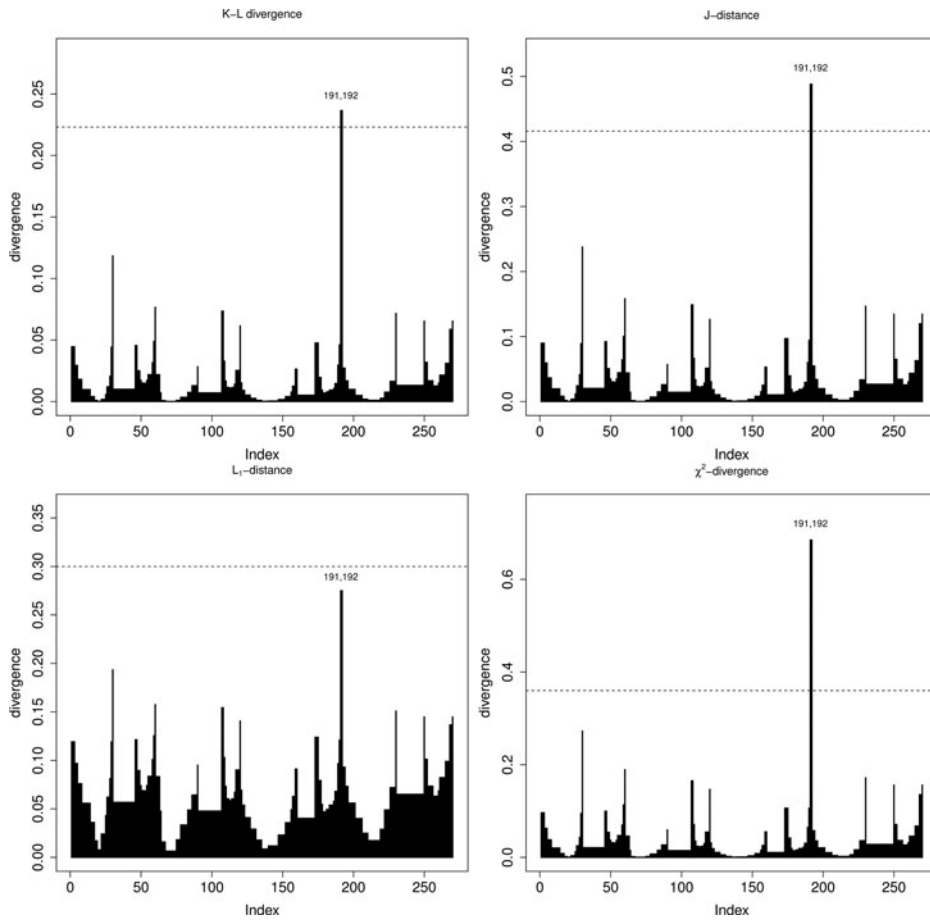 K–L divergence
191,192
divergence
0.00 0.05 0.10 0.15 0.20 0.25
0 50 100 150 200 250
Index
J–distance
191,192
divergence
0.0 0.1 0.2 0.3 0.4 0.5
0 50 100 150 200 250
Index
L₁–distance
191,192
divergence
0.00 0.05 0.10 0.15 0.20 0.25 0.30 0.35
0 50 100 150 200 250
Index
χ²–divergence
191,192
divergence
0.0 0.2 0.4 0.6
0 50 100 150 200 250
Index